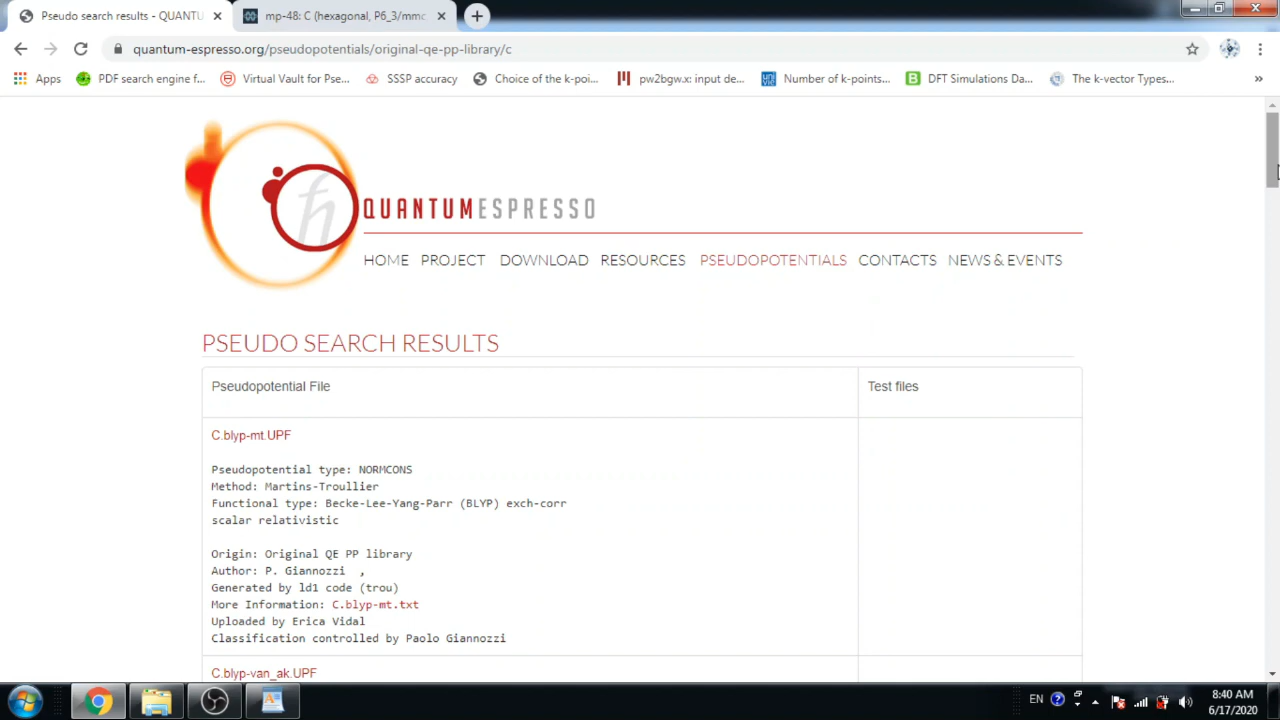 Pseudo search results - QUANTU
mp-48: C (hexagonal, P6_3/mmc
quantum-espresso.org/pseudopotentials/original-qe-pp-library/c
Apps
PDF search engine f...
Virtual Vault for Pse...
SSSP accuracy
Choice of the k-poi...
pw2bgw.x: input de...
Number of k-points...
DFT Simulations Da...
The k-vector Types...
»
ħ
QUANTUMESPRESSO
HOME PROJECT DOWNLOAD RESOURCES PSEUDOPOTENTIALS CONTACTS NEWS & EVENTS
PSEUDO SEARCH RESULTS
Pseudopotential File
Test files
C.blyp-mt.UPF
Pseudopotential type: NORMCONS
Method: Martins-Troullier
Functional type: Becke-Lee-Yang-Parr (BLYP) exch-corr
scalar relativistic
Origin: Original QE PP library
Author: P. Giannozzi ,
Generated by ld1 code (trou)
More Information: C.blyp-mt.txt
Uploaded by Erica Vidal
Classification controlled by Paolo Giannozzi
C.blyp-van_ak.UPF
EN
8:40 AM
6/17/2020